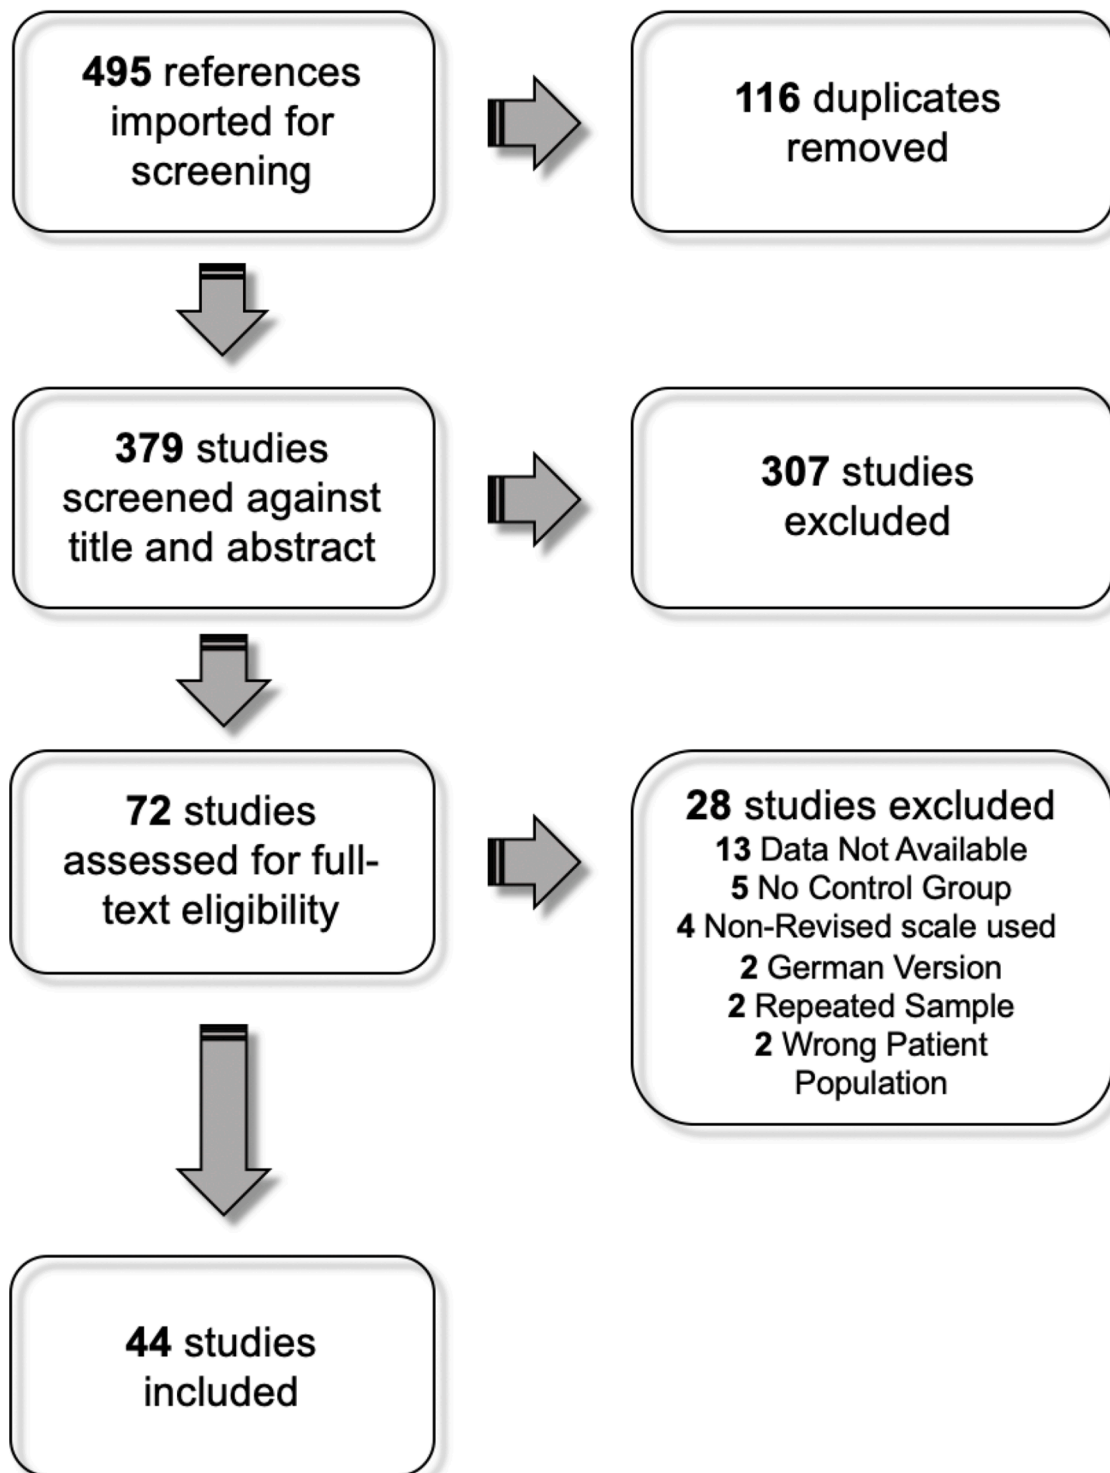 495 references
imported for
screening
116 duplicates
removed
379 studies
screened against
title and abstract
307 studies
excluded
72 studies
assessed for full-
text eligibility
28 studies excluded
13 Data Not Available
5 No Control Group
4 Non-Revised scale used
2 German Version
2 Repeated Sample
2 Wrong Patient
Population
44 studies
included